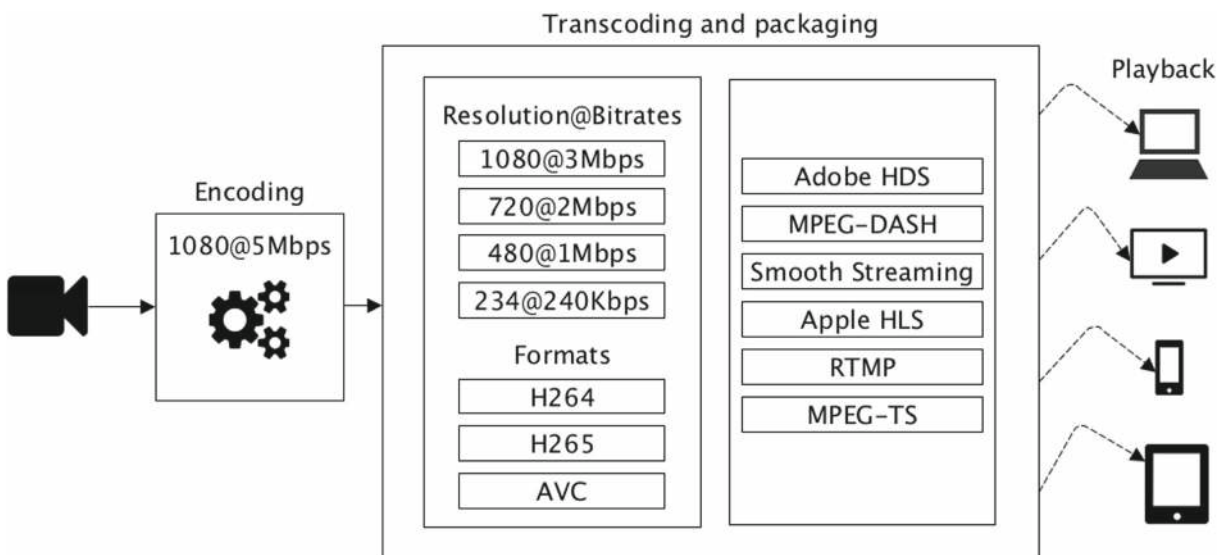 Transcoding and packaging
Playback
Encoding
1080@5Mbps
Resolution@Bitrates
1080@3Mbps
720@2Mbps
480@1Mbps
234@240Kbps
Formats
H264
H265
AVC
Adobe HDS
MPEG-DASH
Smooth Streaming
Apple HLS
RTMP
MPEG-TS